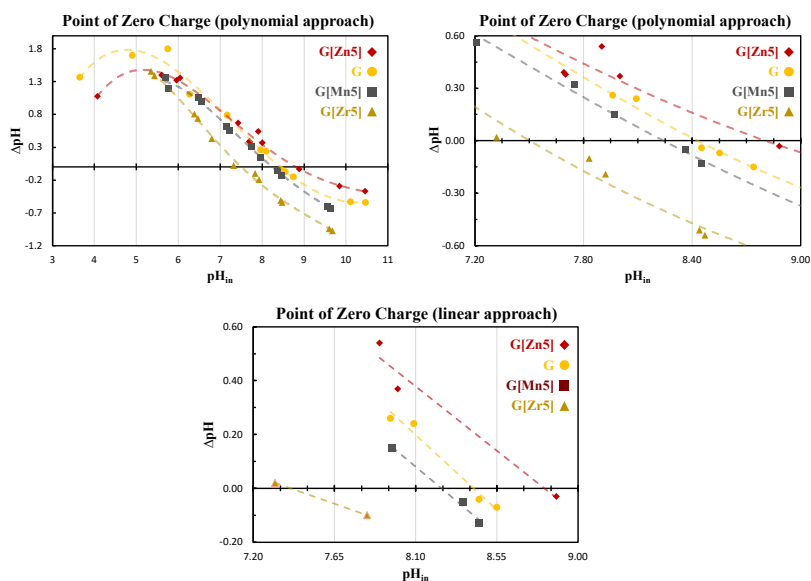 Point of Zero Charge (polynomial approach)
1.8
1.3
0.8
0.3
-0.2
-0.7
-1.2
ΔpH
3 4 5 6 7 8 9 10 11
pHin
G[Zn5]
G
G[Mn5]
G[Zr5]
Point of Zero Charge (polynomial approach)
0.60
0.30
0.00
-0.30
-0.60
ΔpH
7.20 7.80 8.40 9.00
pHin
G[Zn5]
G
G[Mn5]
G[Zr5]
Point of Zero Charge (linear approach)
0.60
0.40
0.20
0.00
-0.20
ΔpH
7.20 7.65 8.10 8.55 9.00
pHin
G[Zn5]
G
G[Mn5]
G[Zr5]